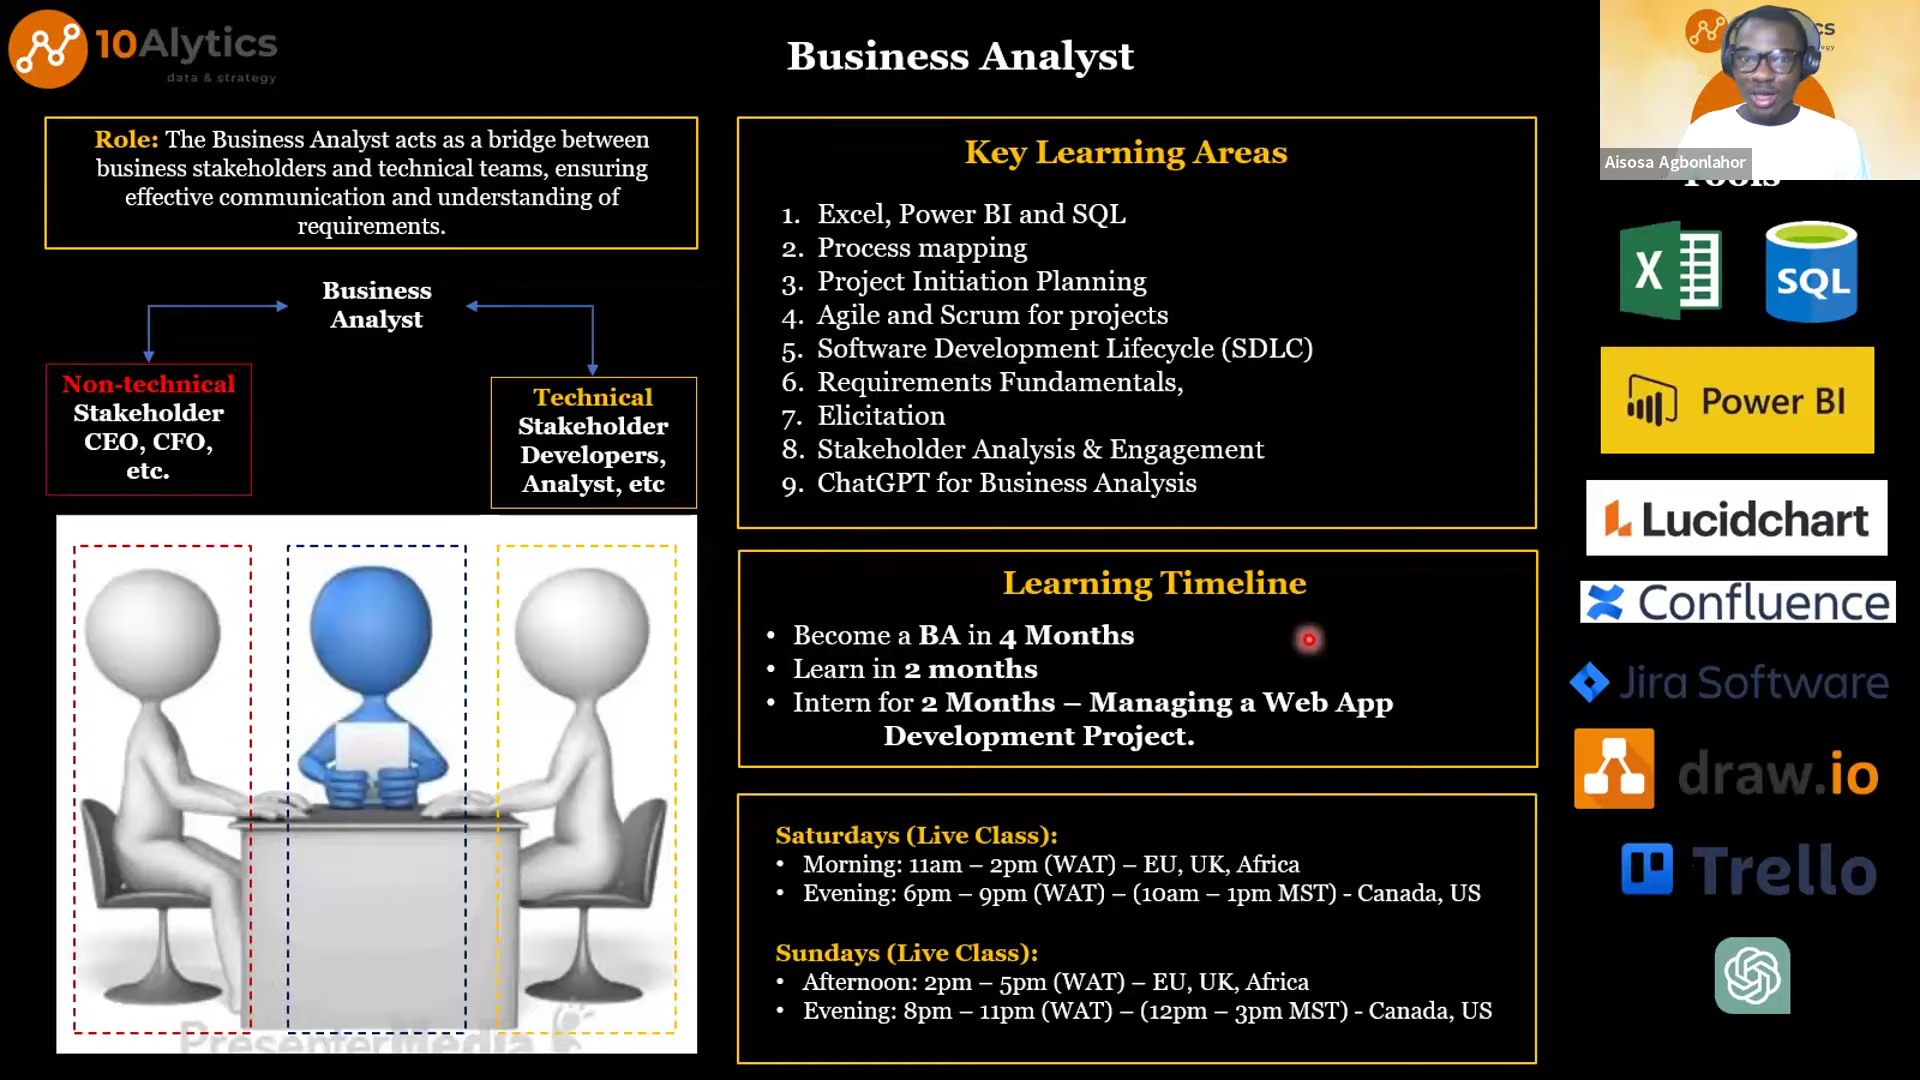 10Alytics
data & strategy
Business Analyst
Role: The Business Analyst acts as a bridge between
business stakeholders and technical teams, ensuring
effective communication and understanding of
requirements.
Business
Analyst
Non-technical
Stakeholder
CEO, CFO,
etc.
Technical
Stakeholder
Developers,
Analyst, etc
PresenterMedia
Key Learning Areas
1. Excel, Power BI and SQL
2. Process mapping
3. Project Initiation Planning
4. Agile and Scrum for projects
5. Software Development Lifecycle (SDLC)
6. Requirements Fundamentals,
7. Elicitation
8. Stakeholder Analysis & Engagement
9. ChatGPT for Business Analysis
Learning Timeline
• Become a BA in 4 Months
• Learn in 2 months
• Intern for 2 Months – Managing a Web App
Development Project.
Saturdays (Live Class):
• Morning: 11am – 2pm (WAT) – EU, UK, Africa
• Evening: 6pm – 9pm (WAT) – (10am – 1pm MST) - Canada, US
Sundays (Live Class):
• Afternoon: 2pm – 5pm (WAT) – EU, UK, Africa
• Evening: 8pm – 11pm (WAT) – (12pm – 3pm MST) - Canada, US
Aisosa Agbonlahor
Tools
X
SQL
Power BI
Lucidchart
Confluence
Jira Software
draw.io
Trello